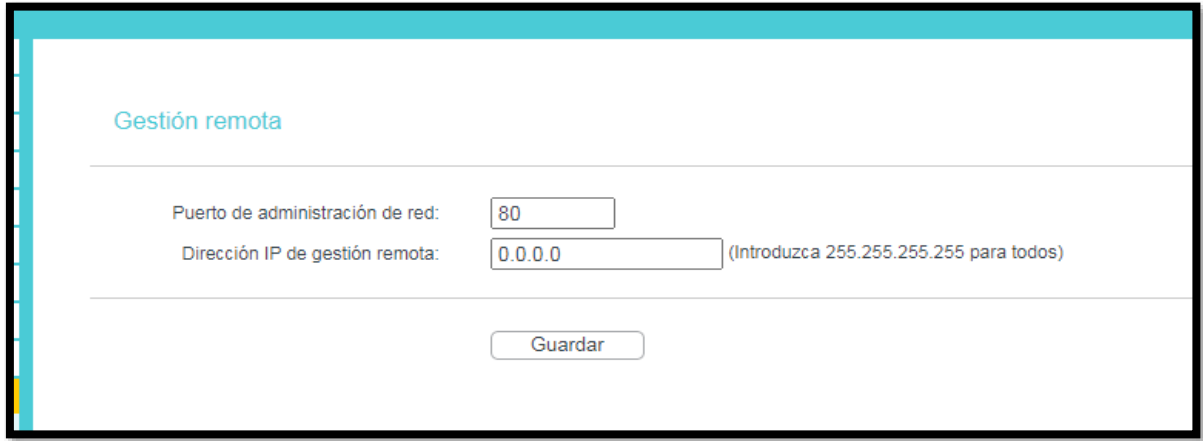 Gestión remota
Puerto de administración de red: 80
Dirección IP de gestión remota: 0.0.0.0 (Introduzca 255.255.255.255 para todos)
Guardar